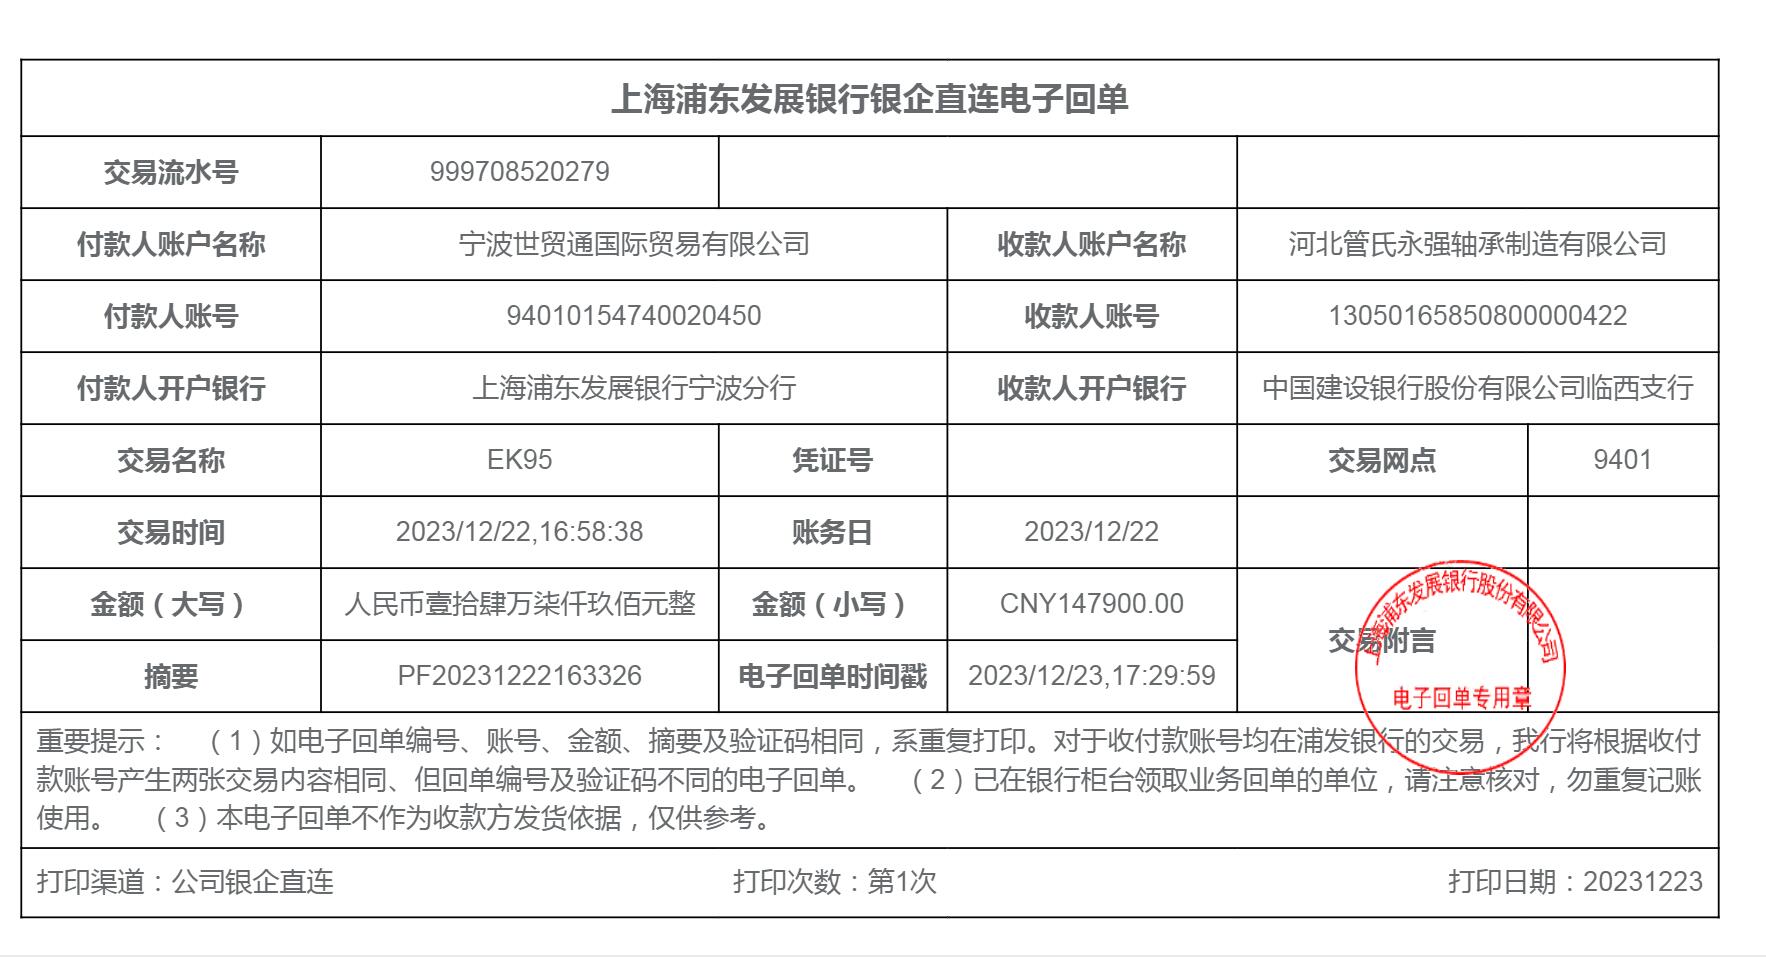 上海浦东发展银行银企直连电子回单
交易流水号 999708520279
付款人账户名称 宁波世贸通国际贸易有限公司 收款人账户名称 河北管氏永强轴承制造有限公司
付款人账号 94010154740020450 收款人账号 13050165850800000422
付款人开户银行 上海浦东发展银行宁波分行 收款人开户银行 中国建设银行股份有限公司临西支行
交易名称 EK95 凭证号 交易网点 9401
交易时间 2023/12/22,16:58:38 账务日 2023/12/22
金额（大写） 人民币壹拾肆万柒仟玖佰元整 金额（小写） CNY147900.00
交易附言
摘要 PF20231222163326 电子回单时间戳 2023/12/23,17:29:59
上海浦东发展银行股份有限公司
电子回单专用章
重要提示： （1）如电子回单编号、账号、金额、摘要及验证码相同，系重复打印。对于收付款账号均在浦发银行的交易，我行将根据收付
款账号产生两张交易内容相同、但回单编号及验证码不同的电子回单。 （2）已在银行柜台领取业务回单的单位，请注意核对，勿重复记账
使用。 （3）本电子回单不作为收款方发货依据，仅供参考。
打印渠道：公司银企直连 打印次数：第1次 打印日期：20231223